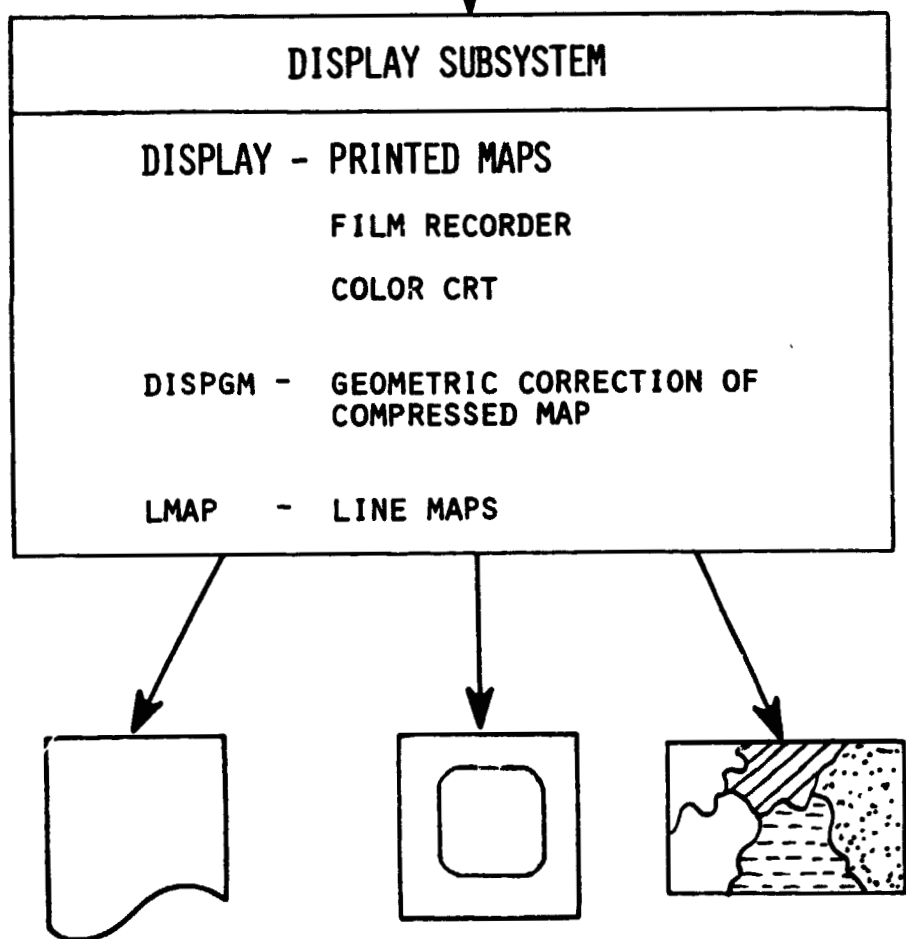 DISPLAY SUBSYSTEM
DISPLAY - PRINTED MAPS
FILM RECORDER
COLOR CRT
DISPGM - GEOMETRIC CORRECTION OF
COMPRESSED MAP
LMAP - LINE MAPS